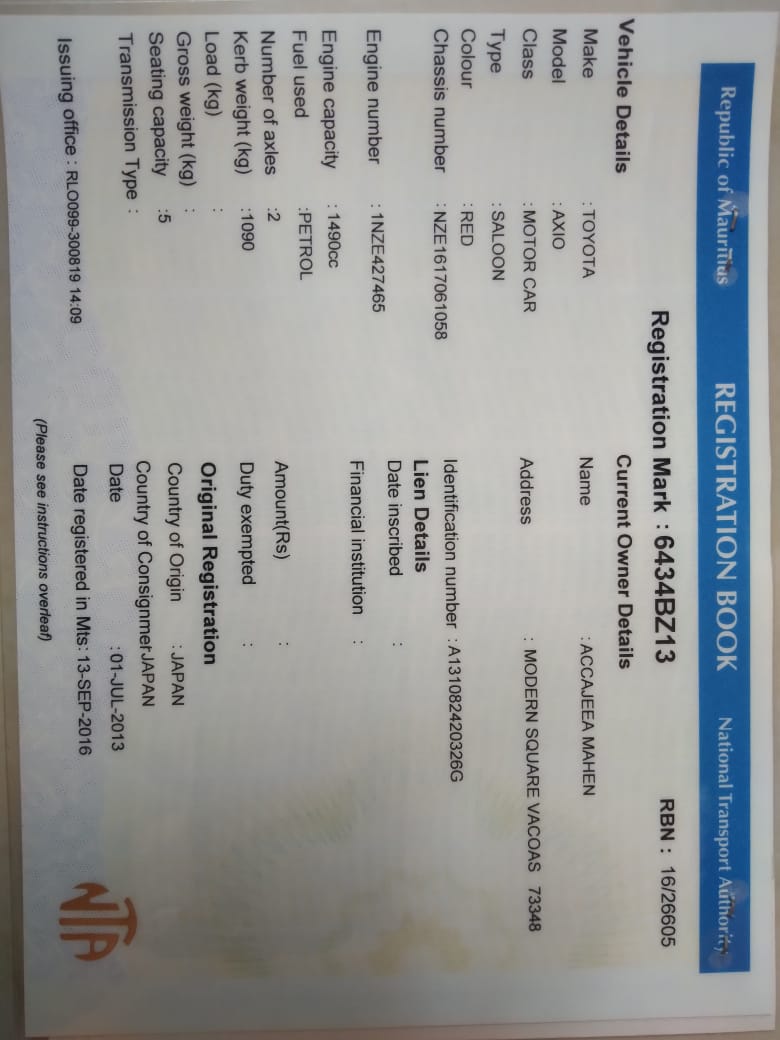 Republic of Mauritius REGISTRATION BOOK National Transport Authority
Registration Mark : 6434BZ13 RBN : 16/26605
Vehicle Details
Make : TOYOTA
Model : AXIO
Class : MOTOR CAR
Type : SALOON
Colour : RED
Chassis number : NZE1617061058
Engine number : 1NZE427465
Engine capacity : 1490cc
Fuel used :PETROL
Number of axles :2
Kerb weight (kg) :1090
Load (kg) :
Gross weight (kg) :
Seating capacity :5
Transmission Type :
Issuing office : RLO099-300819 14:09
Current Owner Details
Name : ACCAJEEA MAHEN
Address : MODERN SQUARE VACOAS 73348
Identification number : A131082420326G
Lien Details
Date inscribed :
Financial institution :
Amount(Rs) :
Duty exempted :
Original Registration
Country of Origin : JAPAN
Country of Consignmer JAPAN
Date : 01-JUL-2013
Date registered in Mts: 13-SEP-2016
NTA
(Please see instructions overleaf)